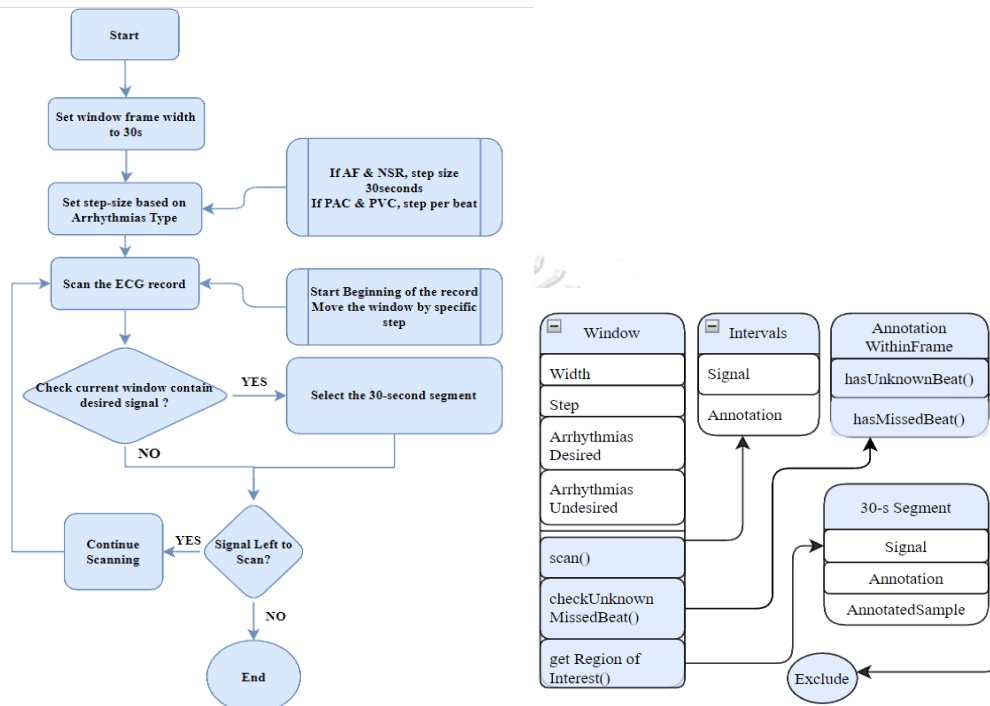 Start
Set window frame width
to 30s
If AF & NSR, step size
30seconds
If PAC & PVC, step per beat
Set step-size based on
Arrhythmias Type
Scan the ECG record
Start Beginning of the record
Move the window by specific
step
Check current window contain
desired signal ?
YES
Select the 30-second segment
NO
Signal Left to
Scan?
YES
Continue
Scanning
NO
End
Window
Width
Step
Arrhythmias
Desired
Arrhythmias
Undesired
scan()
checkUnknown
MissedBeat()
get Region of
Interest()
Intervals
Signal
Annotation
Annotation
WithinFrame
hasUnknownBeat()
hasMissedBeat()
30-s Segment
Signal
Annotation
AnnotatedSample
Exclude